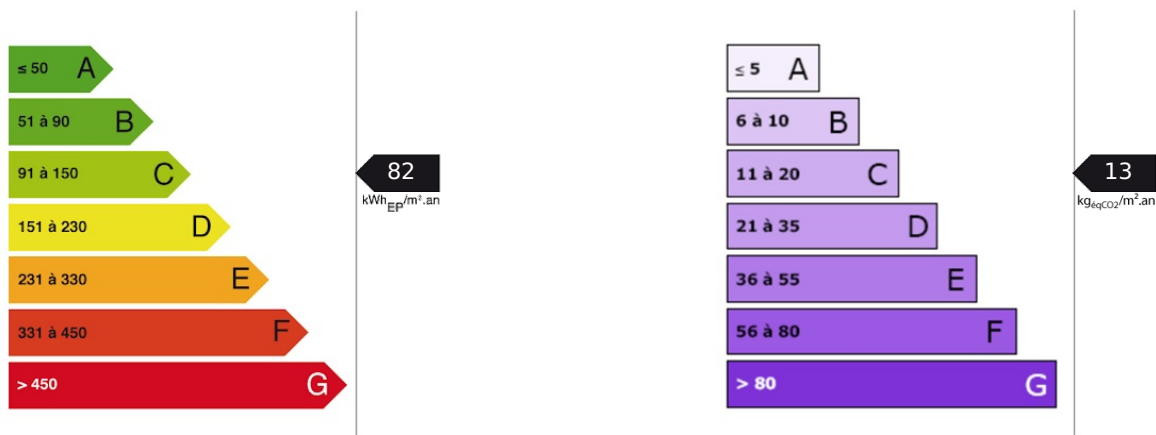 ≤ 50 A
51 à 90 B
91 à 150 C
151 à 230 D
231 à 330 E
331 à 450 F
> 450 G
82
kWhEP/m².an
≤ 5 A
6 à 10 B
11 à 20 C
21 à 35 D
36 à 55 E
56 à 80 F
> 80 G
13
kgéqCO2/m².an